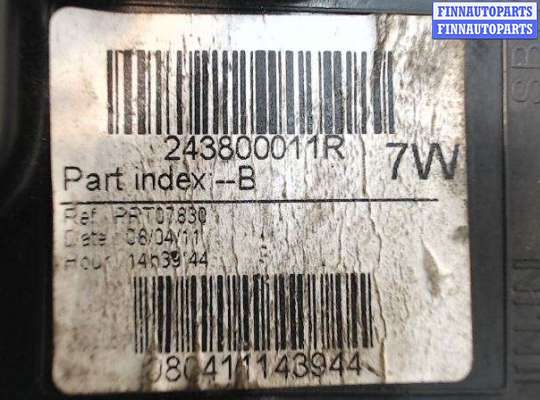 FINNAUTOPARTS
FINNAUTOPARTS
243800011R
7W
Part index :--B
Ref : PRT07830
Date : 08/04/11
Hour : 14h39'44
080411143944